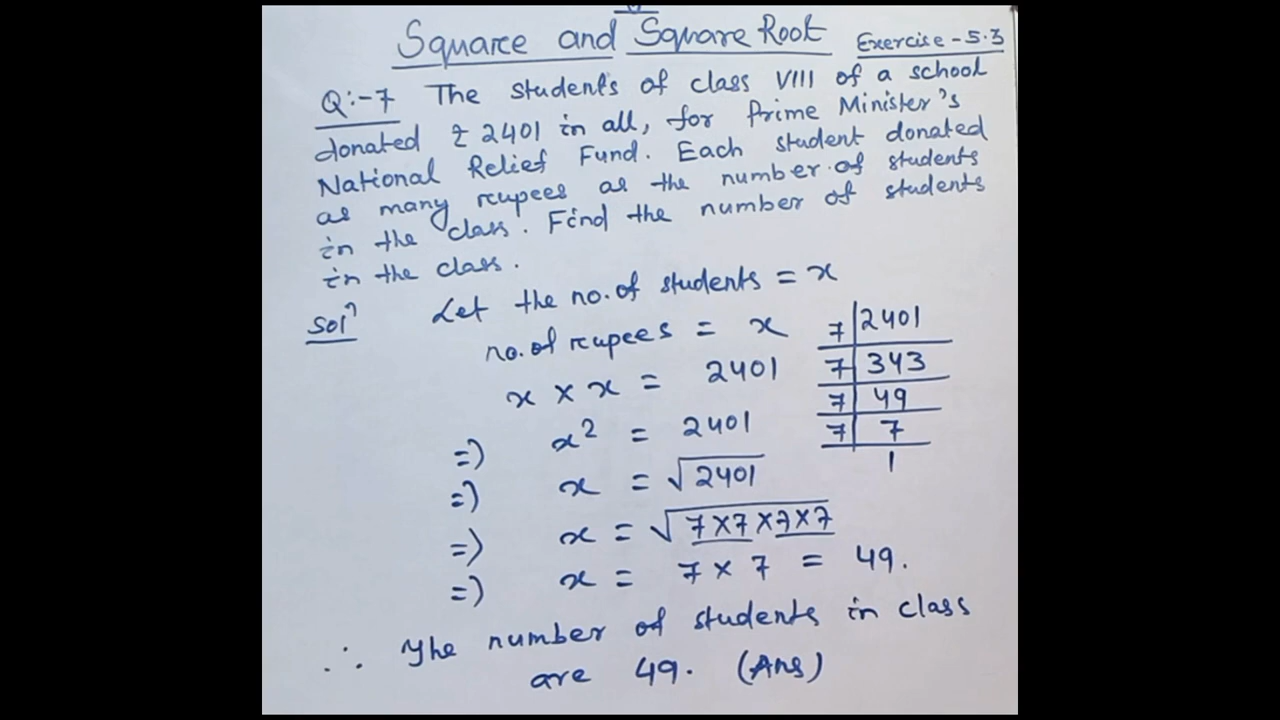 Square and Square Root Exercise - 5.3
Q:-7 The students of class VIII of a school
donated ₹ 2401 in all, for Prime Minister's
National Relief Fund. Each student donated
as many rupees as the number of students
in the class. Find the number of students
in the class.
Solⁿ Let the no. of students = x
no. of rupees = x
x × x = 2401
=) x² = 2401
=) x = √2401
=) x = √7×7×7×7
=) x = 7 × 7 = 49.
7 | 2401
7 | 343
7 | 49
7 | 7
1
∴ The number of students in class
are 49. (Ans)